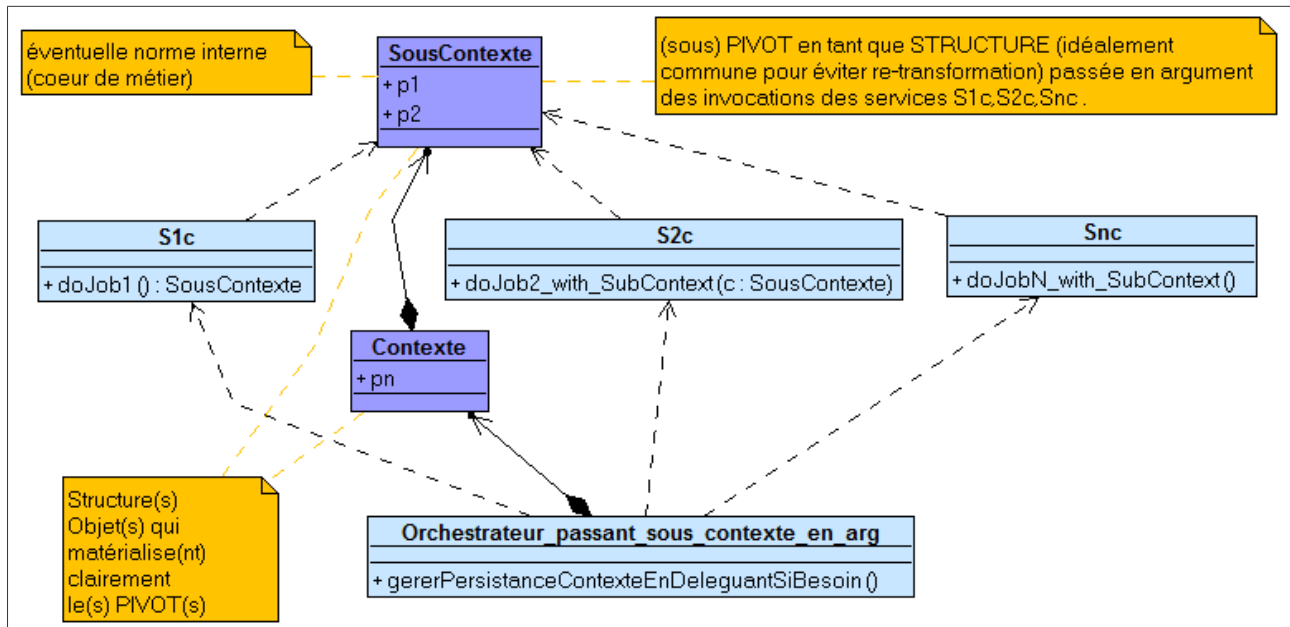 éventuelle norme interne
(coeur de métier)
SousContexte
+ p1
+ p2
(sous) PIVOT en tant que STRUCTURE (idéalement
commune pour éviter re-transformation) passée en argument
des invocations des services S1c,S2c,Snc .
S1c
+ doJob1 () : SousContexte
S2c
+ doJob2_with_SubContext (c : SousContexte)
Snc
+ doJobN_with_SubContext ()
Contexte
+ pn
Structure(s)
Objet(s) qui
matérialise(nt)
clairement
le(s) PIVOT(s)
Orchestrateur_passant_sous_contexte_en_arg
+ gererPersistanceContexteEnDeleguantSiBesoin ()